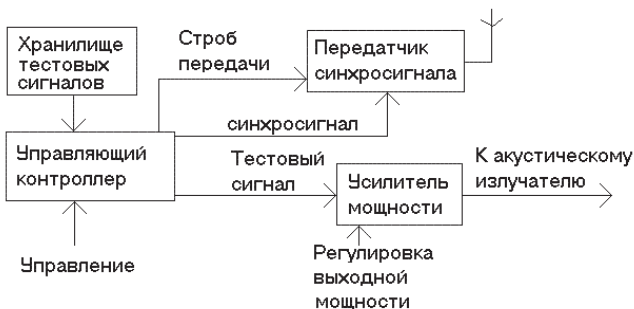 Хранилище
тестовых
сигналов
Строб
передачи
Передатчик
синхросигнала
синхросигнал
Управляющий
контроллер
Тестовый
сигнал
Усилитель
мощности
К акустическому
излучателю
Управление
Регулировка
выходной
мощности